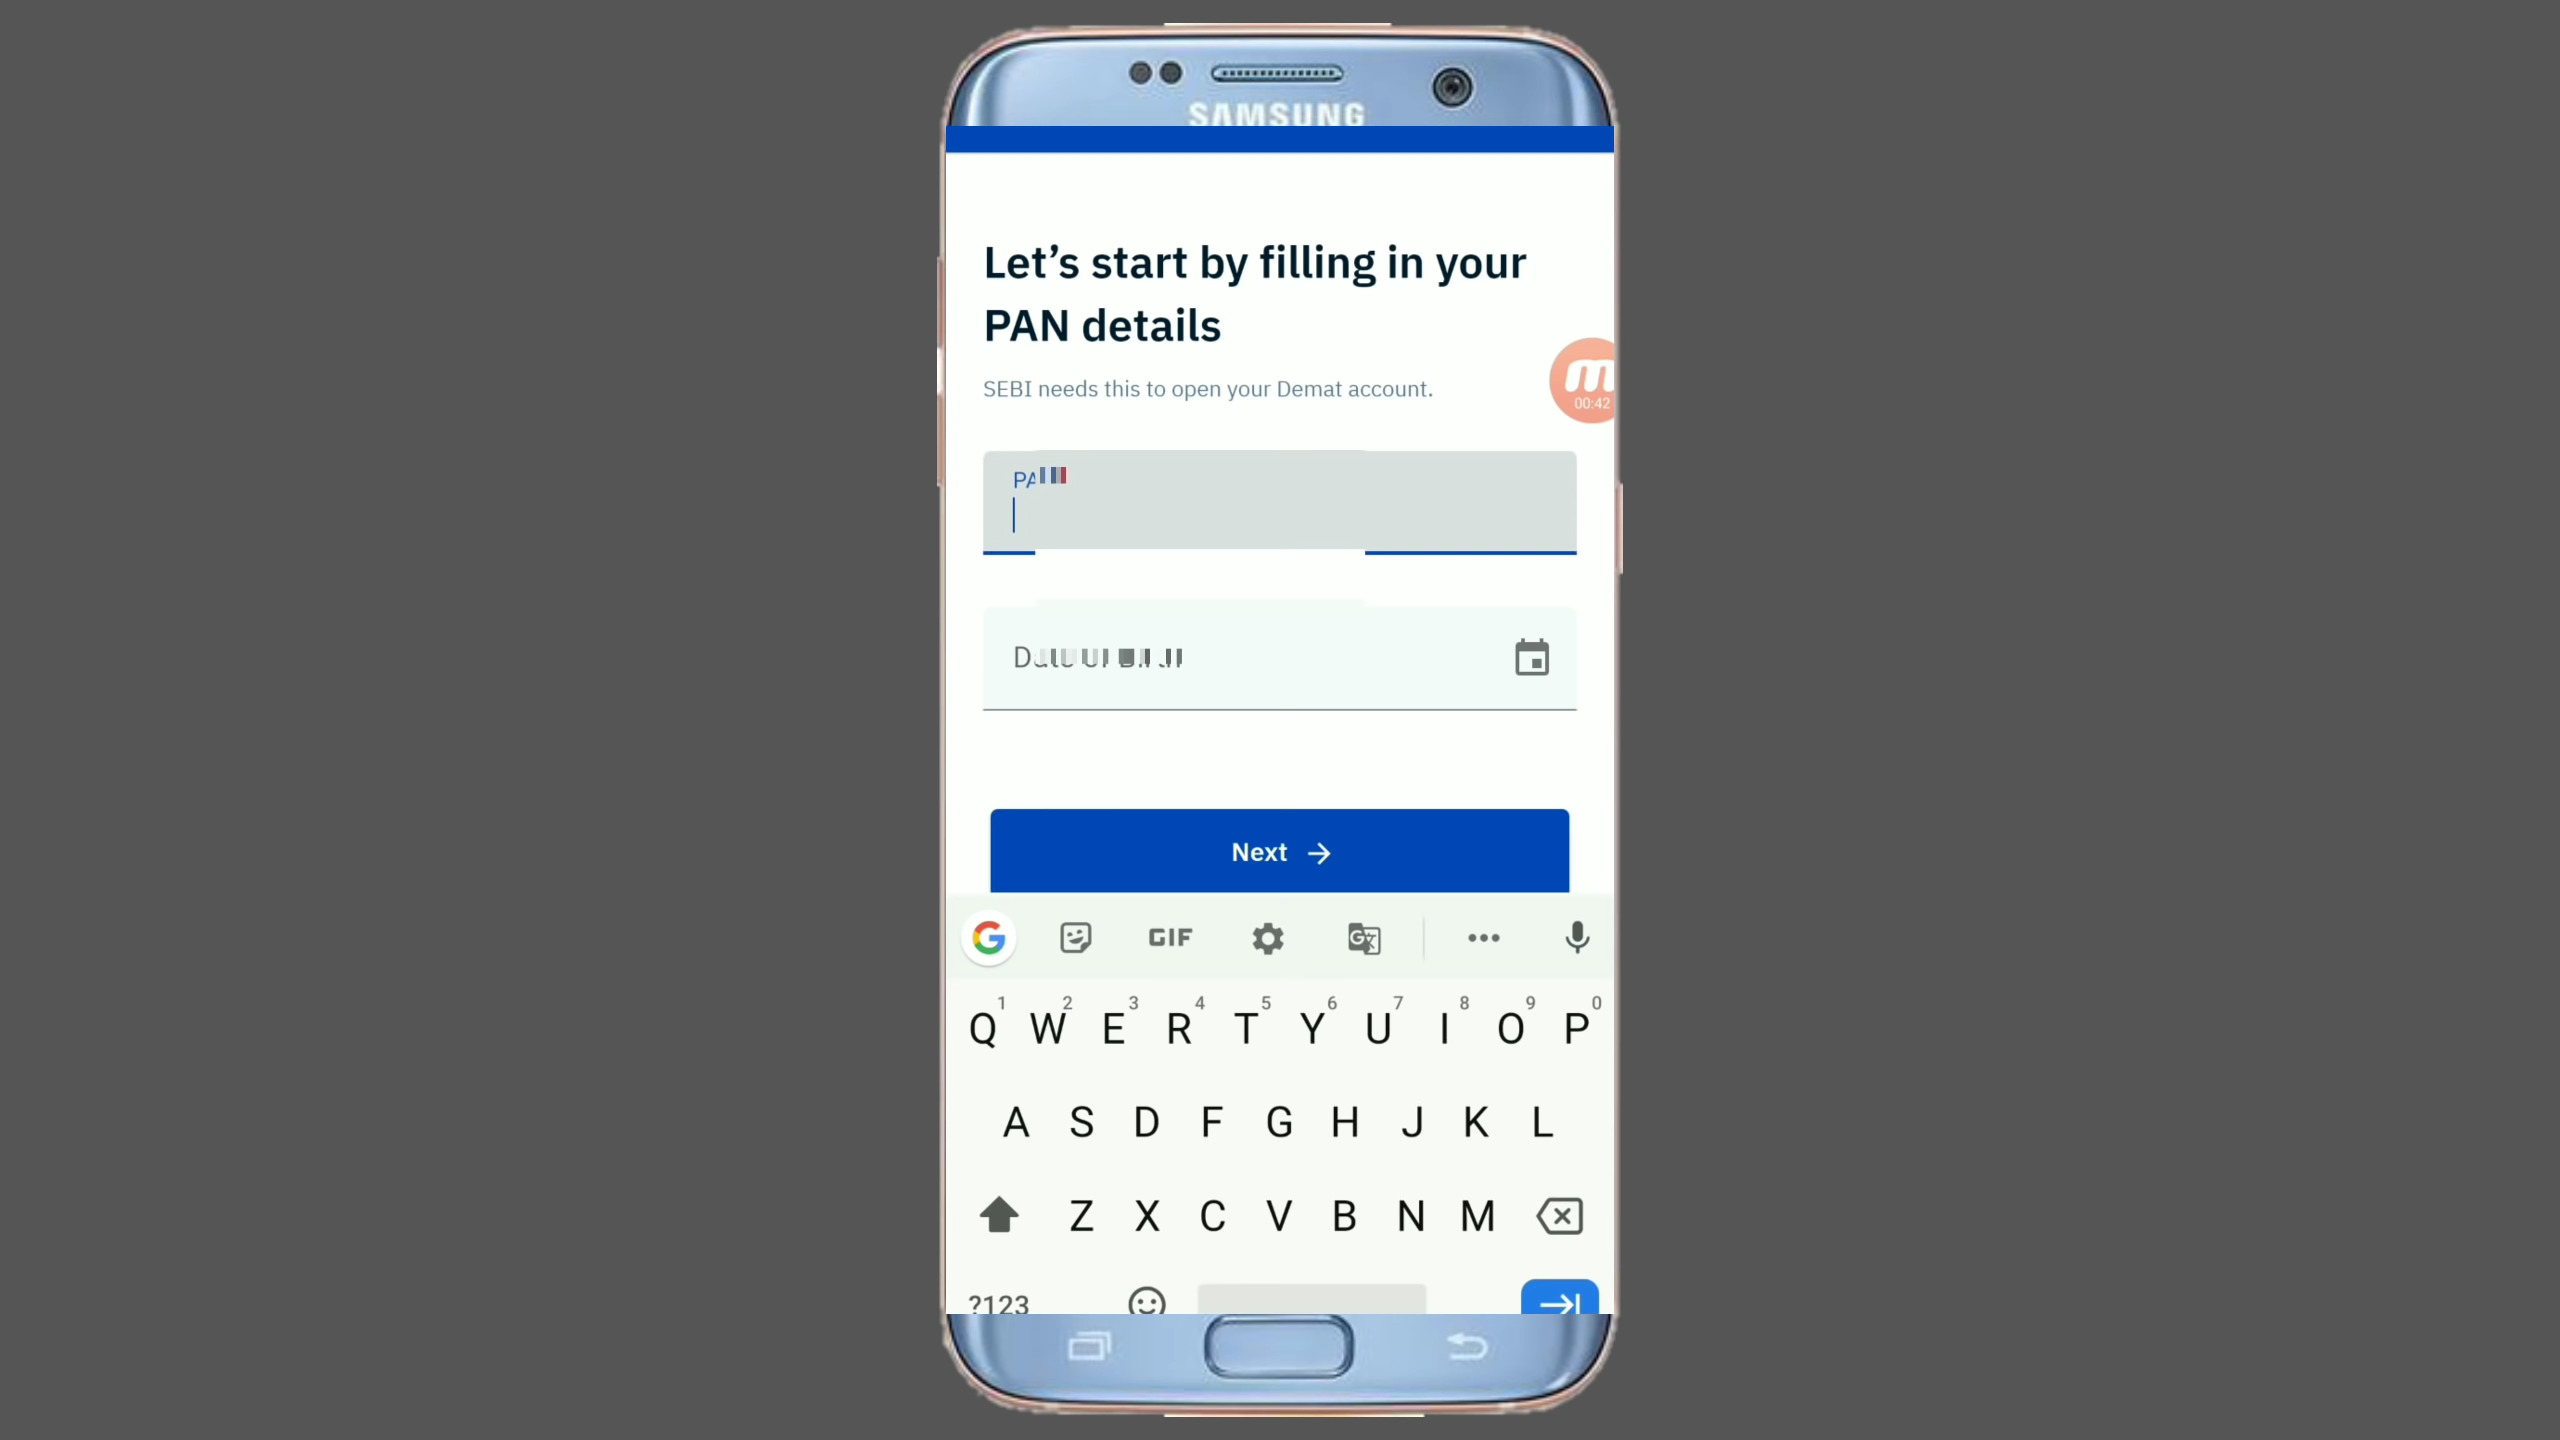 SAMSUNG
Let’s start by filling in your
PAN details
SEBI needs this to open your Demat account.
00:42
Next
GIF
1 2 3 4 5 6 7 8 9 0
Q W E R T Y U I O P
A S D F G H J K L
Z X C V B N M
?123